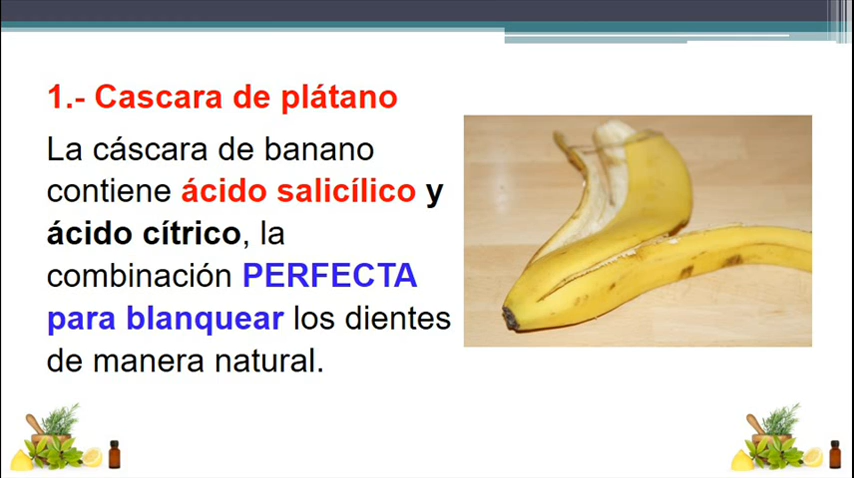 1.- Cascara de plátano
La cáscara de banano
contiene ácido salicílico y
ácido cítrico, la
combinación PERFECTA
para blanquear los dientes
de manera natural.